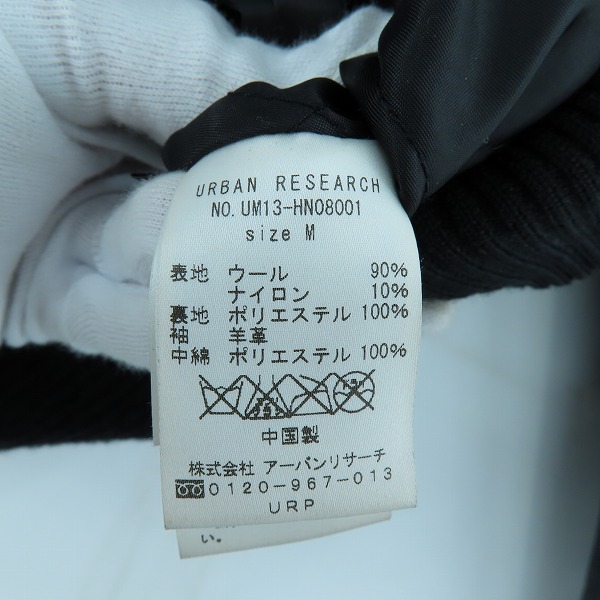 URBAN RESEARCH
NO. UM13-HN08001
size M
表地 ウール 90%
ナイロン 10%
裏地 ポリエステル 100%
袖 羊革
中綿 ポリエステル 100%
中国製
株式会社 アーバンリサーチ
0120-967-013
URP
い。